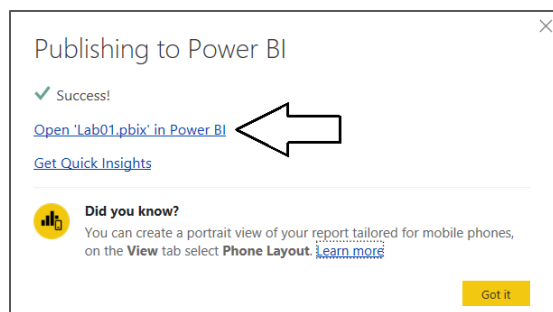 Publishing to Power BI
Success!
Open 'Lab01.pbix' in Power BI
Get Quick Insights
Did you know?
You can create a portrait view of your report tailored for mobile phones,
on the View tab select Phone Layout. Learn more
Got it